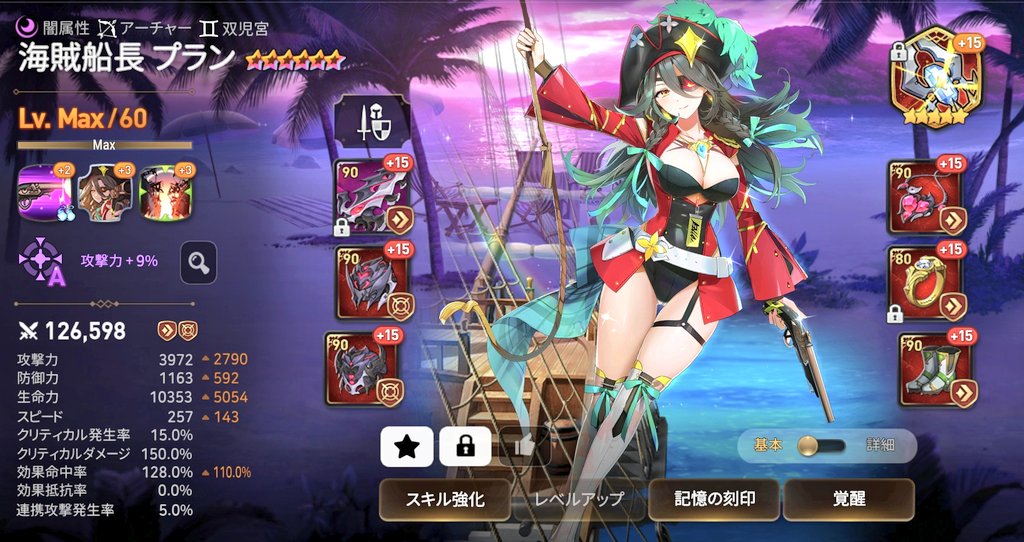 闇属性 アーチャー 双児宮
海賊船長 フラン
Lv. Max/60
Max
+2 +3 +3
A 攻撃力 + 9%
126,598
攻撃力 3972 2790
防御力 1163 592
生命力 10353 5054
スピード 257 143
クリティカル発生率 15.0%
クリティカルダメージ 150.0%
効果命中率 128.0% 110.0%
効果抵抗率 0.0%
連携攻撃発生率 5.0%
90 +15
90 +15
90 +15
+15
90 +15
80 +15
90 +15
基本 詳細
スキル強化 レベルアップ 記憶の刻印 覚醒